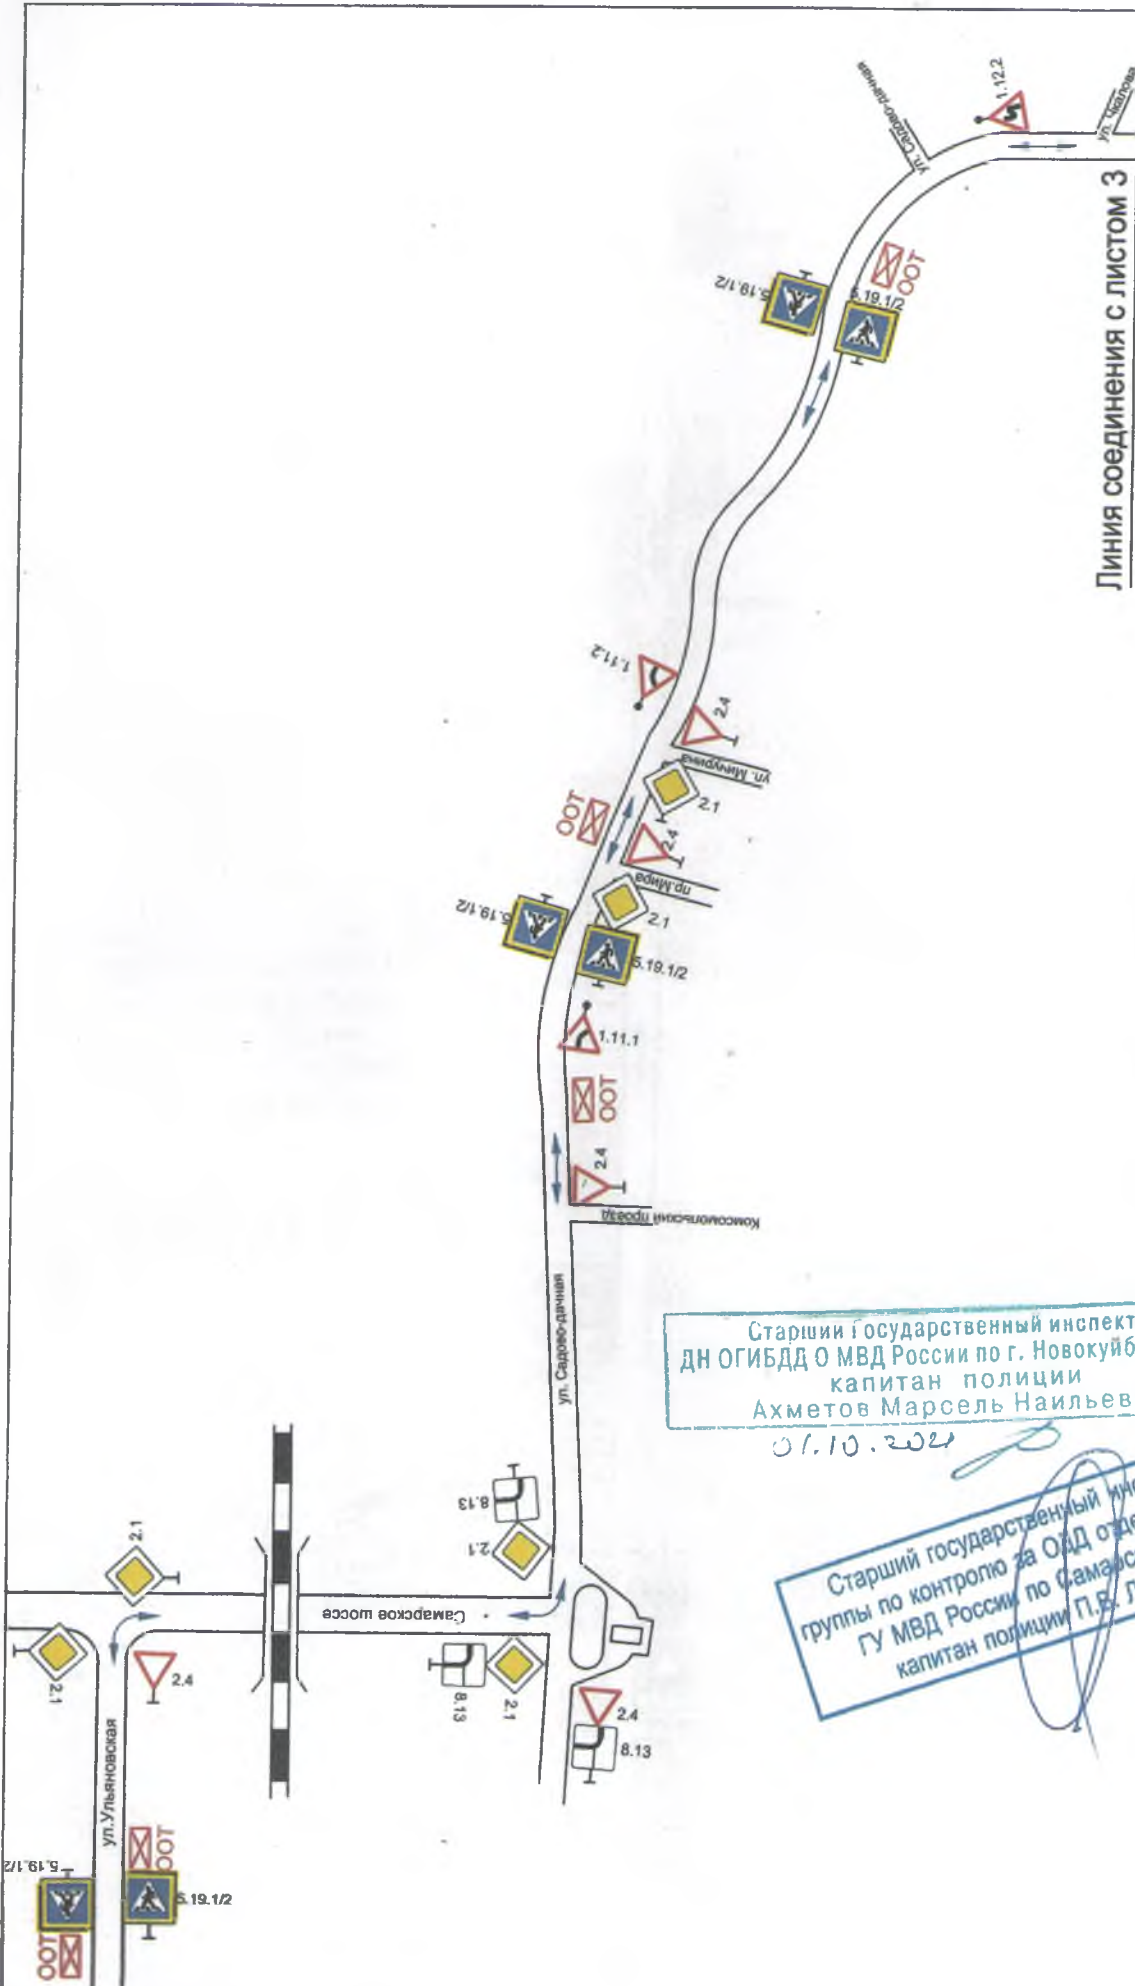 ул. Садово-дачная
1.12.2
ул. Чкалова
5.19.1/2
ООТ
5.19.1/2
Линия соединения с листом 3
1.11.2
2.4
ул. Мичурина
ООТ
2.1
2.4
пр.Мира
5.19.1/2
2.1
5.19.1/2
1.11.1
ООТ
2.4
Комсомольский проезд
ул. Садово-дачная
Старший Государственный инспект
ДН ОГИБДД О МВД России по г. Новокуйб
капитан полиции
Ахметов Марсель Наильев
01.10.2021
Старший государственный инс
группы по контролю за ОДД отде
ГУ МВД России по Самарс
капитан полиции П.В. Л
8.13
2.1
2.1
Самарское шоссе
2.1
2.4
8.13
2.1
2.4
8.13
ул.Ульяновская
5.19.1/2
ООТ
5.19.1/2
ООТ